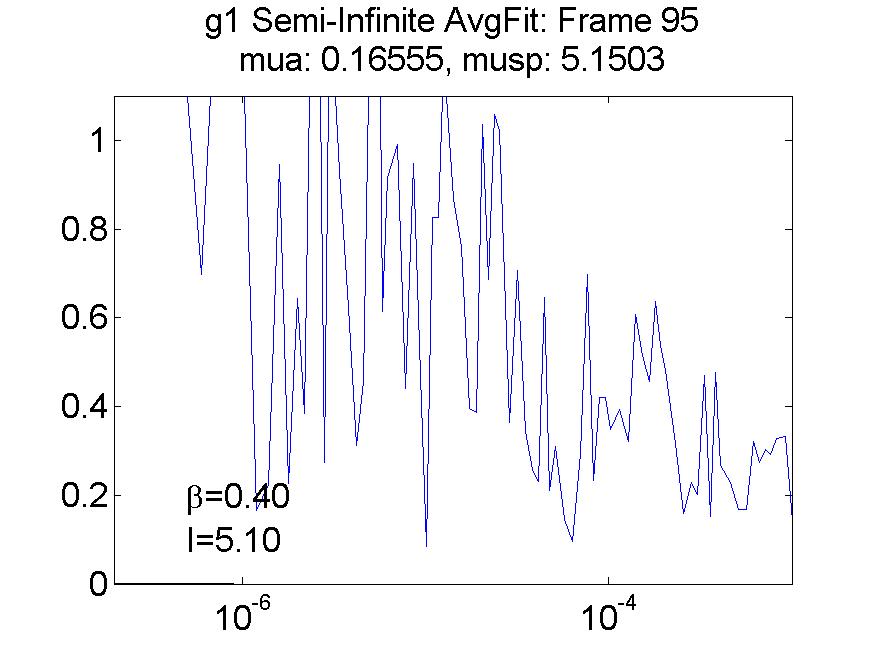 g1 Semi-Infinite AvgFit: Frame 95
mua: 0.16555, musp: 5.1503
1
0.8
0.6
0.4
0.2
0
β=0.40
I=5.10
10^-6
10^-4